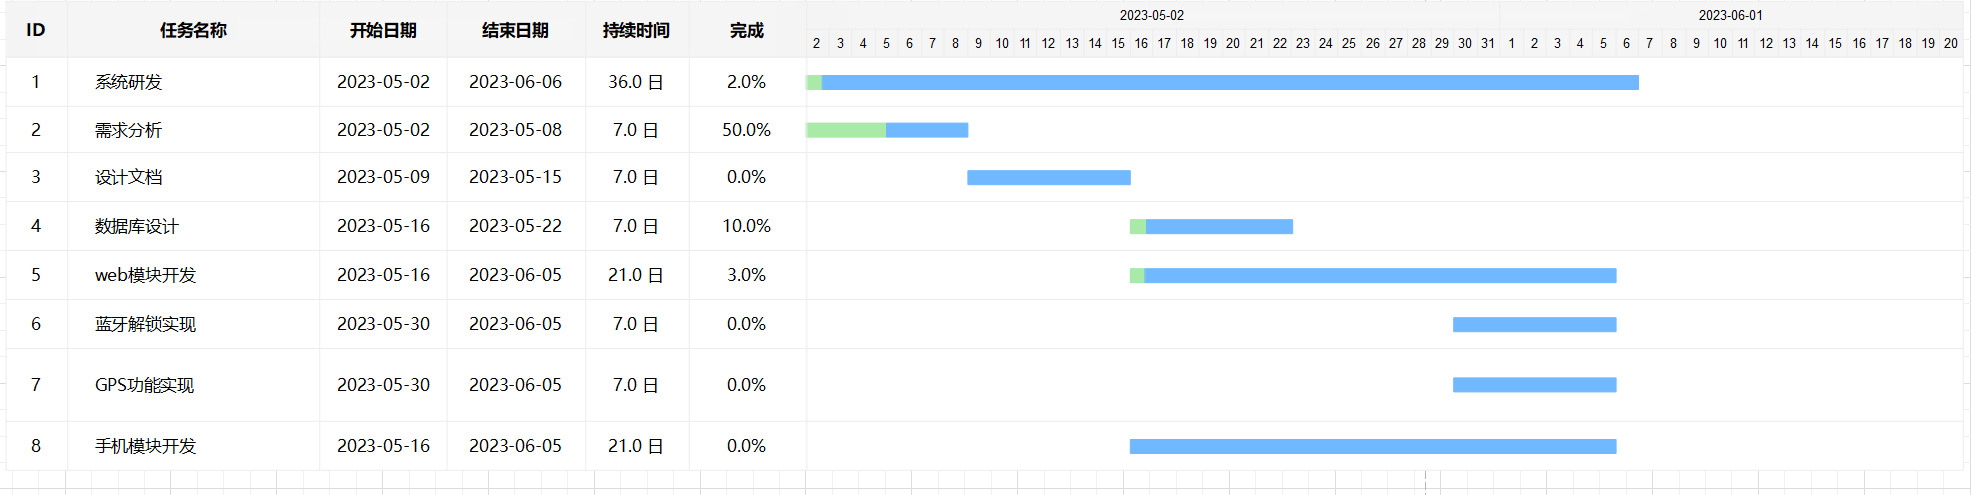 ID 任务名称 开始日期 结束日期 持续时间 完成 2023-05-02 2023-06-01
2 3 4 5 6 7 8 9 10 11 12 13 14 15 16 17 18 19 20 21 22 23 24 25 26 27 28 29 30 31 1 2 3 4 5 6 7 8 9 10 11 12 13 14 15 16 17 18 19 20
1 系统研发 2023-05-02 2023-06-06 36.0 日 2.0%
2 需求分析 2023-05-02 2023-05-08 7.0 日 50.0%
3 设计文档 2023-05-09 2023-05-15 7.0 日 0.0%
4 数据库设计 2023-05-16 2023-05-22 7.0 日 10.0%
5 web模块开发 2023-05-16 2023-06-05 21.0 日 3.0%
6 蓝牙解锁实现 2023-05-30 2023-06-05 7.0 日 0.0%
7 GPS功能实现 2023-05-30 2023-06-05 7.0 日 0.0%
8 手机模块开发 2023-05-16 2023-06-05 21.0 日 0.0%